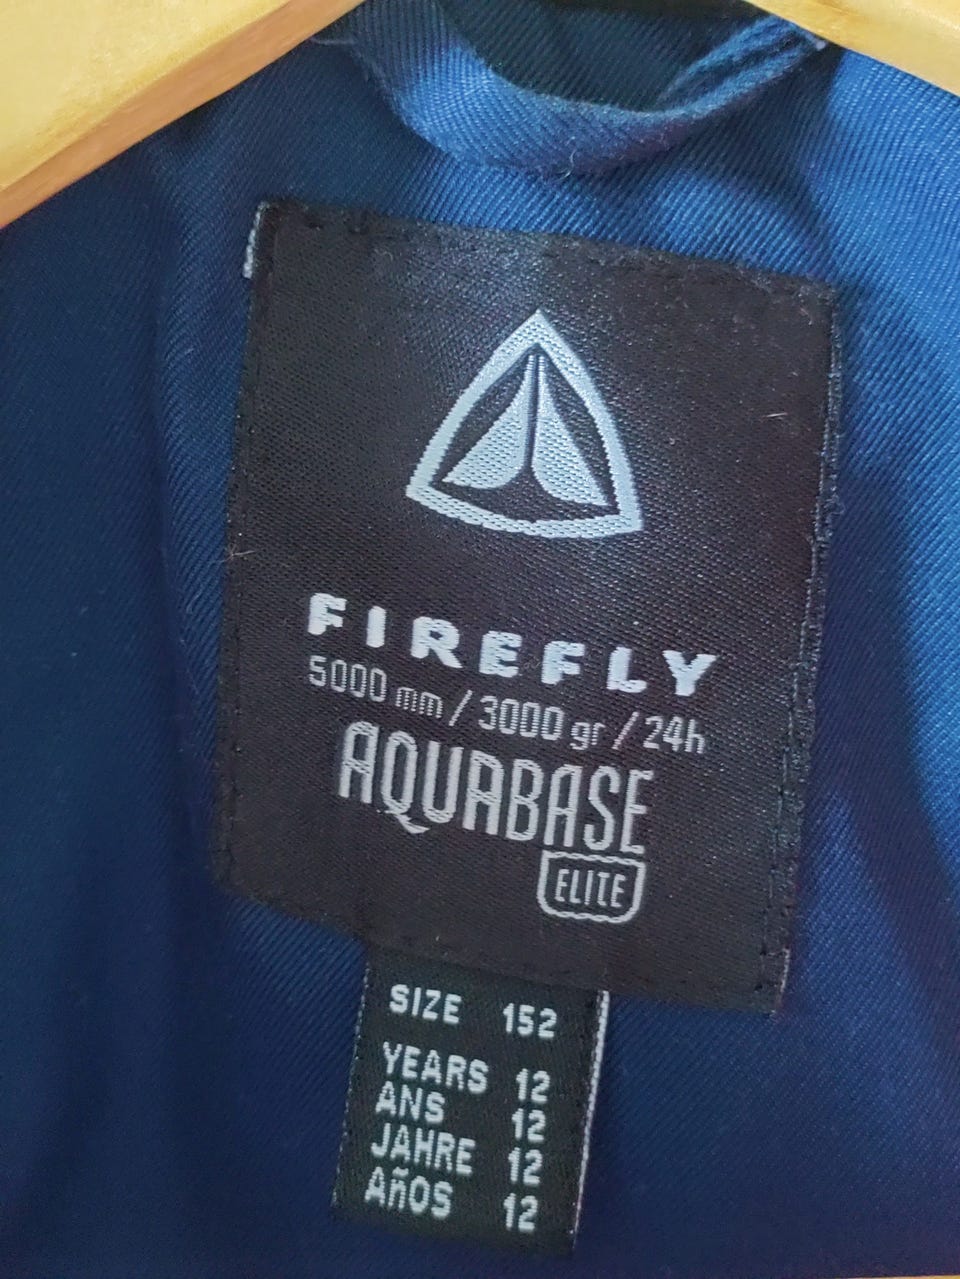 FIREFLY
5000 mm / 3000 gr / 24h
AQUABASE
ELITE
SIZE 152
YEARS 12
ANS 12
JAHRE 12
AñOS 12